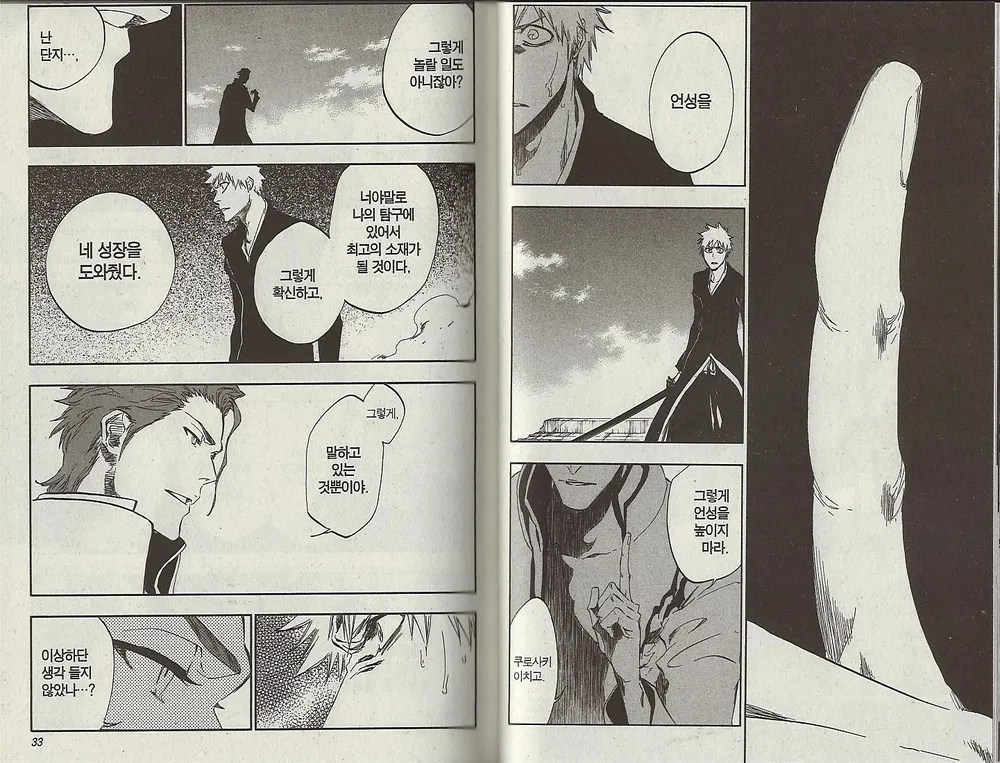 언성을
그렇게
언성을
높이지
마라.
쿠로사키
이치고.
그렇게
놀랄 일도
아니잖아?
난
단지…,
너야말로
나의 탐구에
있어서
최고의 소재가
될 것이다,
그렇게
확신하고,
네 성장을
도와줬다.
그렇게,
말하고
있는
것뿐이야.
이상하단
생각 들지
않았나…?
33